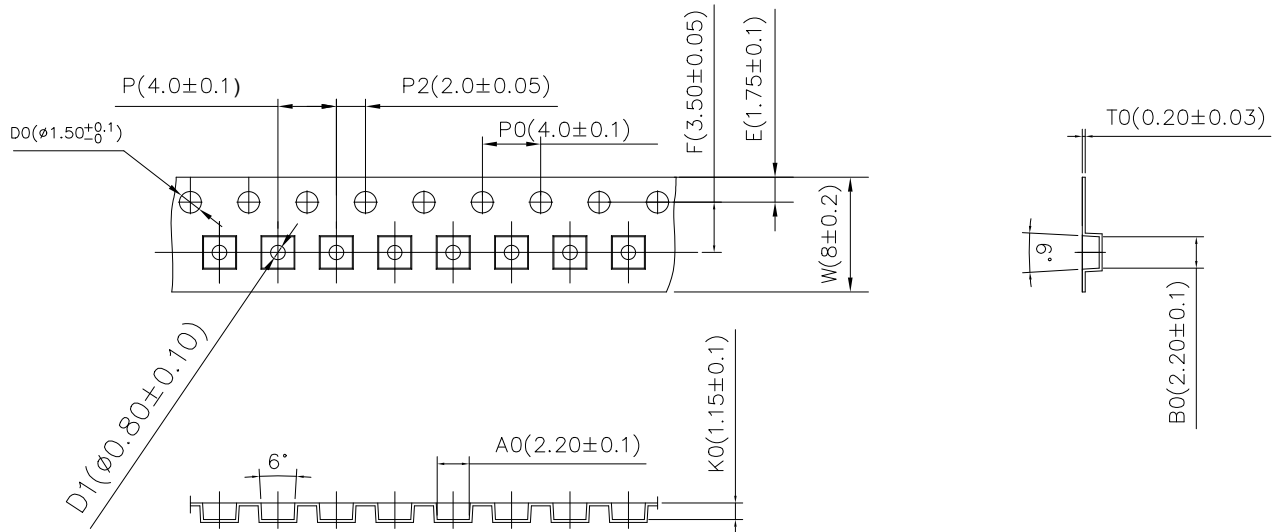 P(4.0±0.1)
P2(2.0±0.05)
F(3.50±0.05)
E(1.75±0.1)
T0(0.20±0.03)
D0(ø1.50+0.1 -0)
P0(4.0±0.1)
W(8±0.2)
6°
B0(2.20±0.1)
D1(ø0.80±0.10)
K0(1.15±0.1)
A0(2.20±0.1)
6°